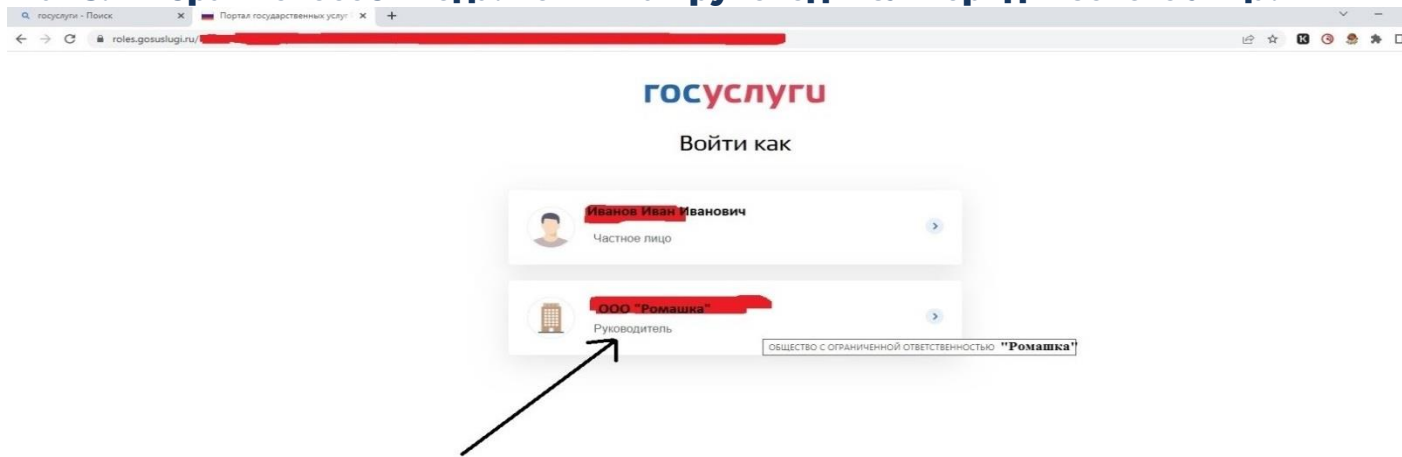 госуслуги - Поиск
Портал государственных услуг
roles.gosuslugi.ru/
госуслуги
Войти как
Иванов Иван Иванович
Частное лицо
ООО "Ромашка"
Руководитель
ОБЩЕСТВО С ОГРАНИЧЕННОЙ ОТВЕТСТВЕННОСТЬЮ "Ромашка"